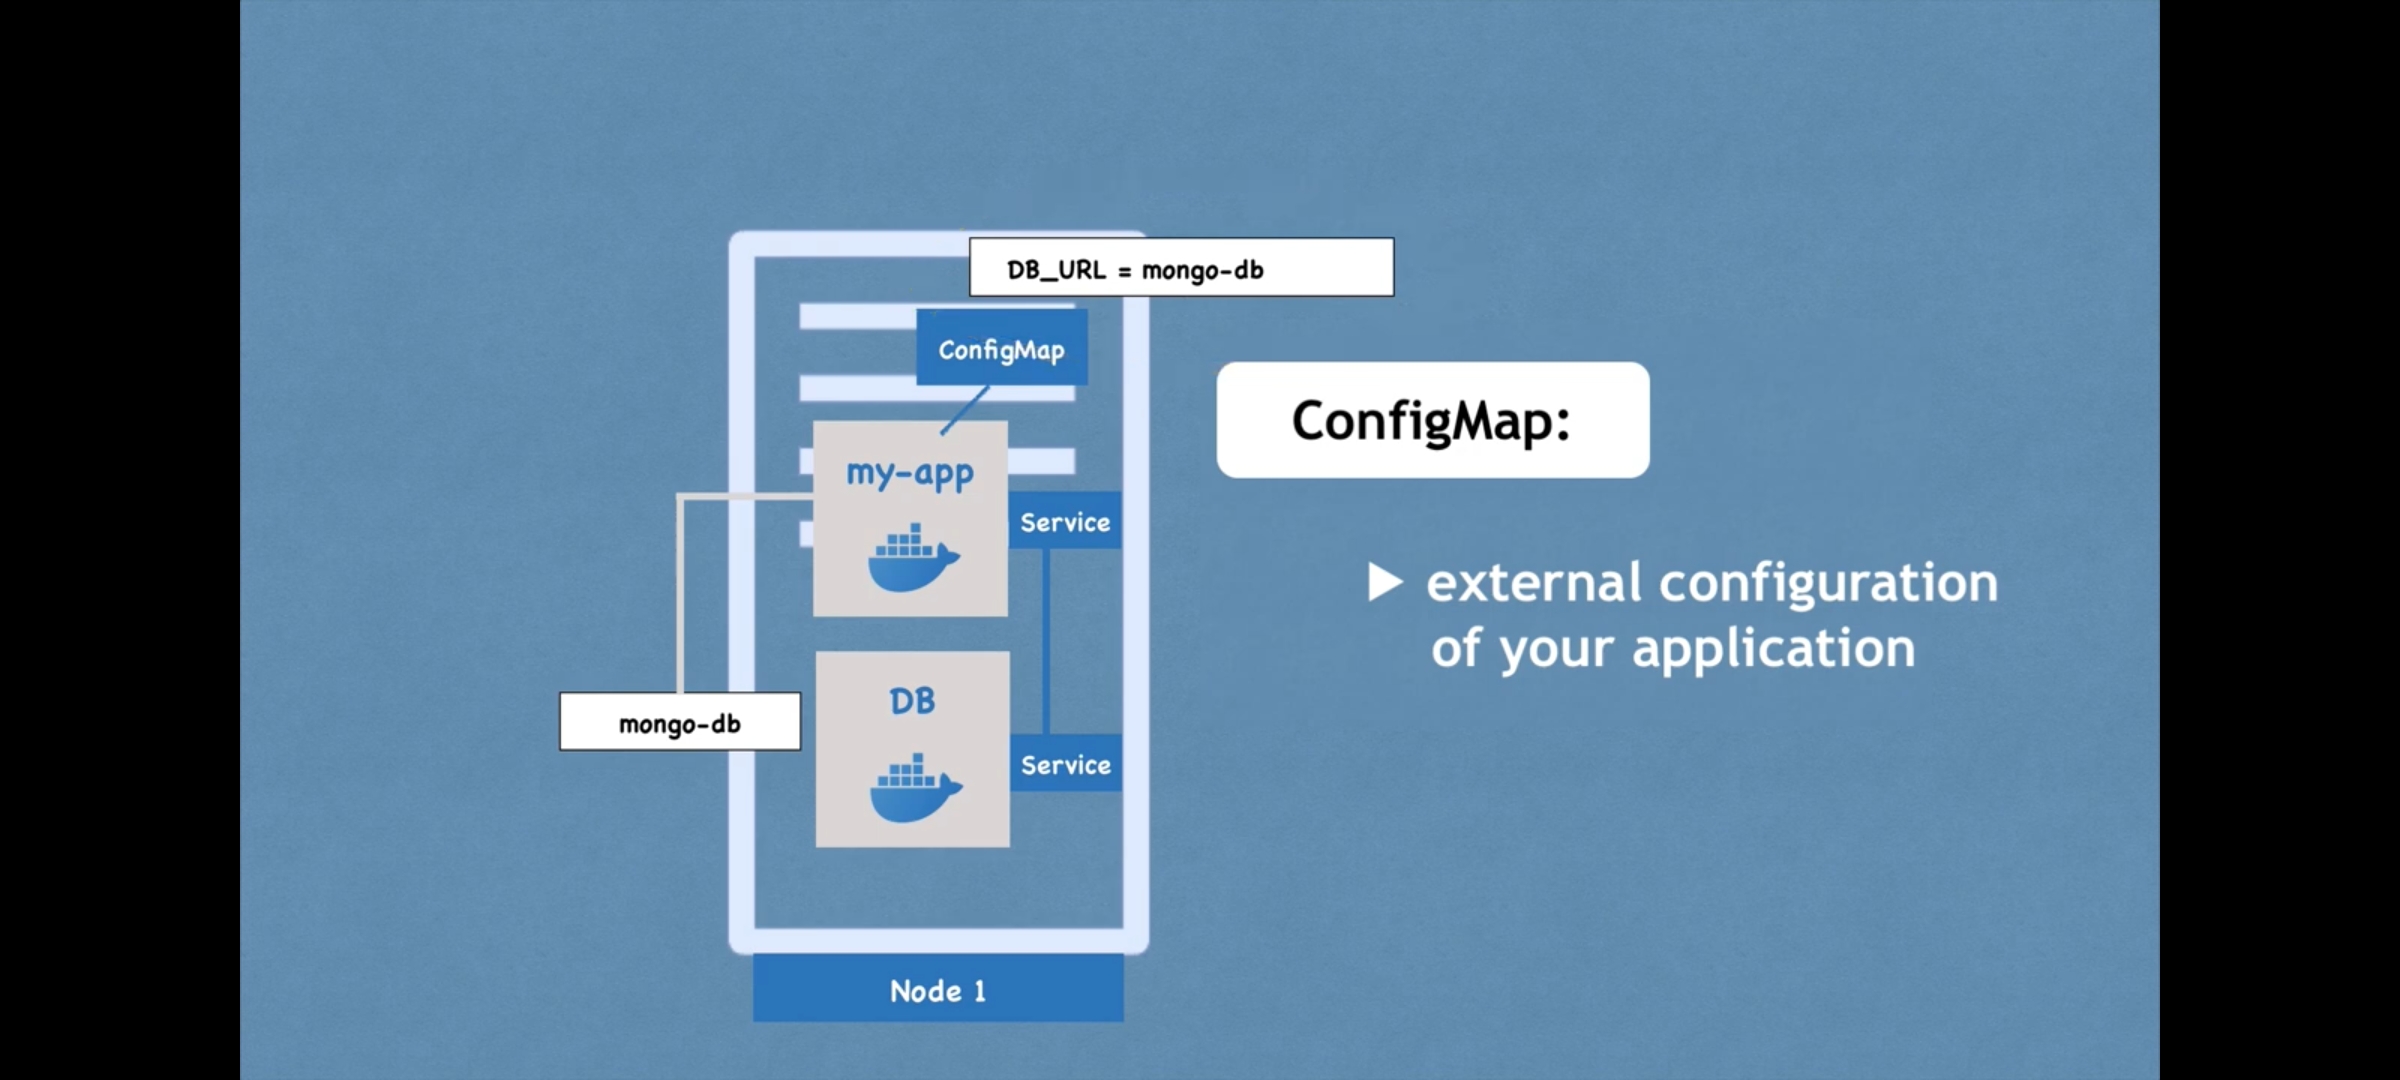 DB_URL = mongo-db
ConfigMap
ConfigMap:
my-app
Service
external configuration
of your application
mongo-db
DB
Service
Node 1